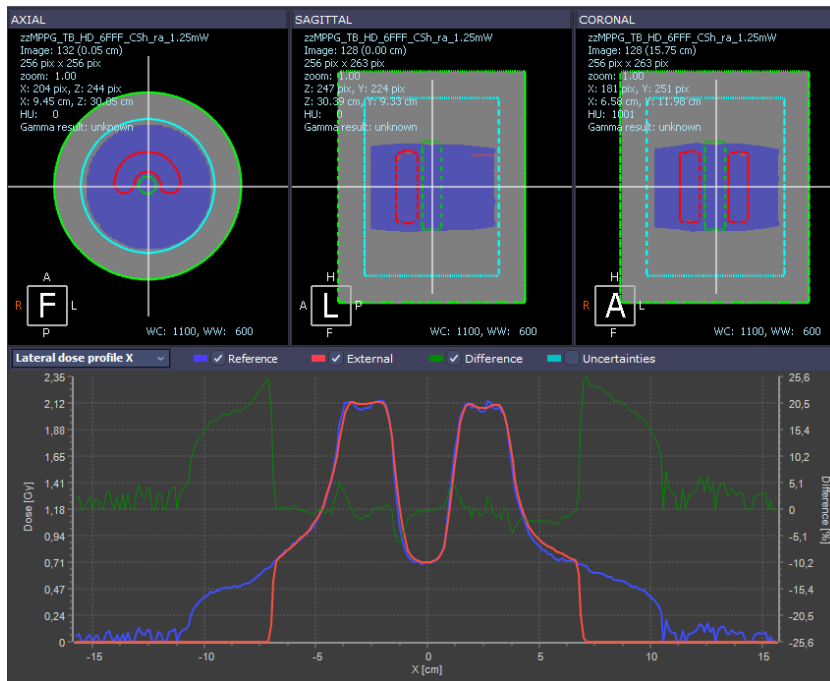 AXIAL
zzMPPG_TB_HD_6FFF_CSh_ra_1.25mW
Image: 132 (0.05 cm)
256 pix x 256 pix
zoom: 1.00
X: 204 pix, Z: 244 pix
X: 9.45 cm, Z: 30.05 cm
HU: 0
Gamma result: unknown
A
R F L
P
WC: 1100, WW: 600
SAGITTAL
zzMPPG_TB_HD_6FFF_CSh_ra_1.25mW
Image: 128 (0.00 cm)
256 pix x 263 pix
zoom: 1.00
Z: 247 pix, Y: 224 pix
Z: 30.39 cm, Y: 9.33 cm
HU: 0
Gamma result: unknown
H
A L P
F
WC: 1100, WW: 600
CORONAL
zzMPPG_TB_HD_6FFF_CSh_ra_1.25mW
Image: 128 (15.75 cm)
256 pix x 263 pix
zoom: 1.00
X: 181 pix, Y: 251 pix
X: 6.58 cm, Y: 11.98 cm
HU: 1001
Gamma result: unknown
H
R A L
F
WC: 1100, WW: 600
Lateral dose profile X
Reference
External
Difference
Uncertainties
Dose [Gy]
2,35
2,12
1,88
1,65
1,41
1,18
0,94
0,71
0,47
0,24
0
25,6
20,5
15,4
10,2
5,1
0
-5,1
-10,2
-15,4
-20,5
-25,6
Difference [%]
-15 -10 -5 0 5 10 15
X [cm]